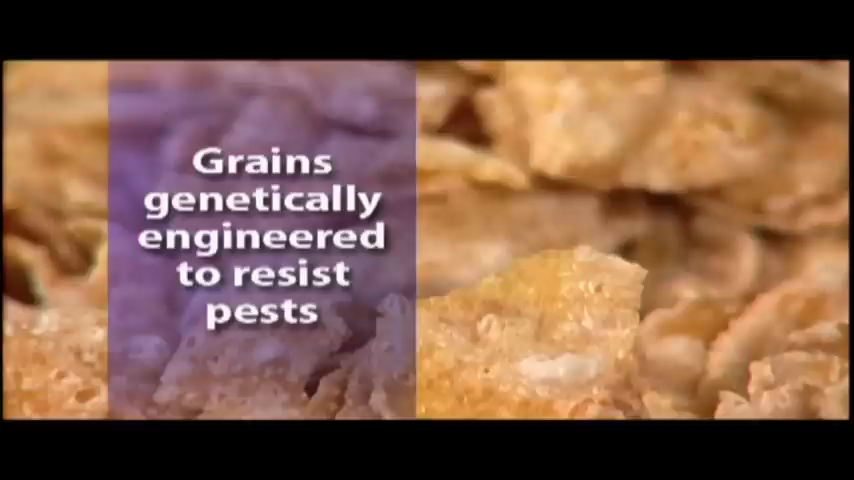 Grains
genetically
engineered
to resist
pests